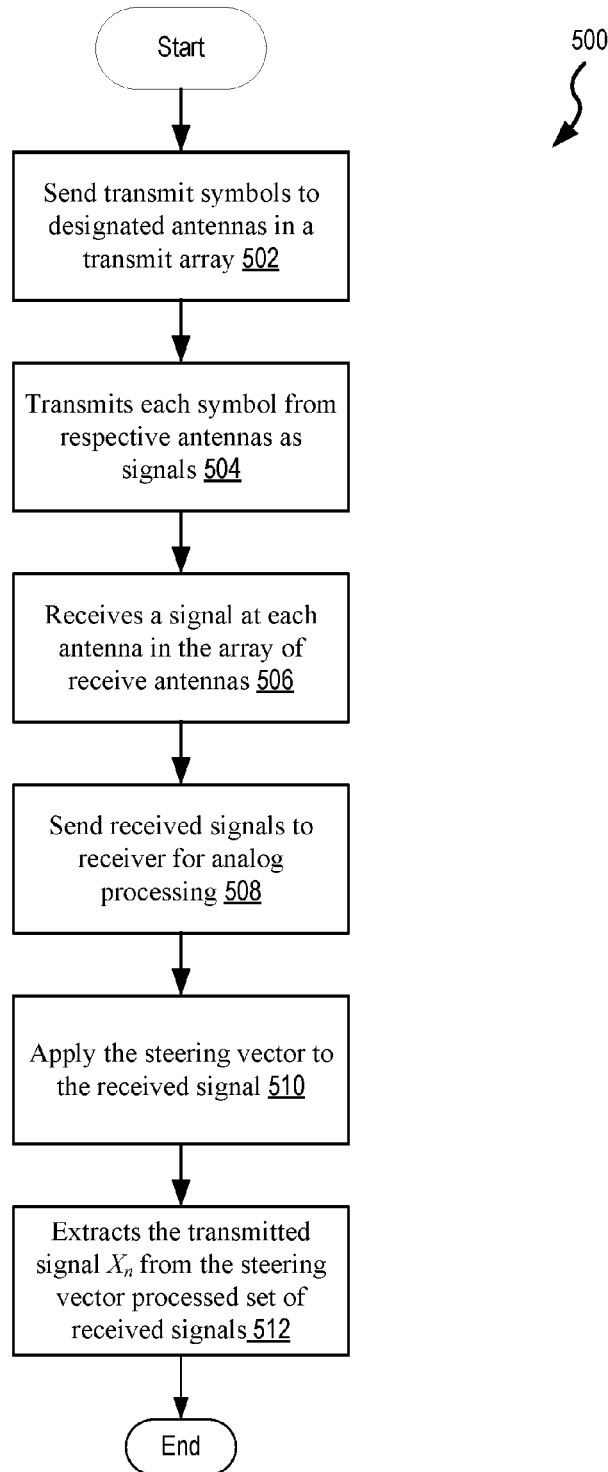 Start
500
Send transmit symbols to
designated antennas in a
transmit array 502
Transmits each symbol from
respective antennas as
signals 504
Receives a signal at each
antenna in the array of
receive antennas 506
Send received signals to
receiver for analog
processing 508
Apply the steering vector to
the received signal 510
Extracts the transmitted
signal Xn from the steering
vector processed set of
received signals 512
End